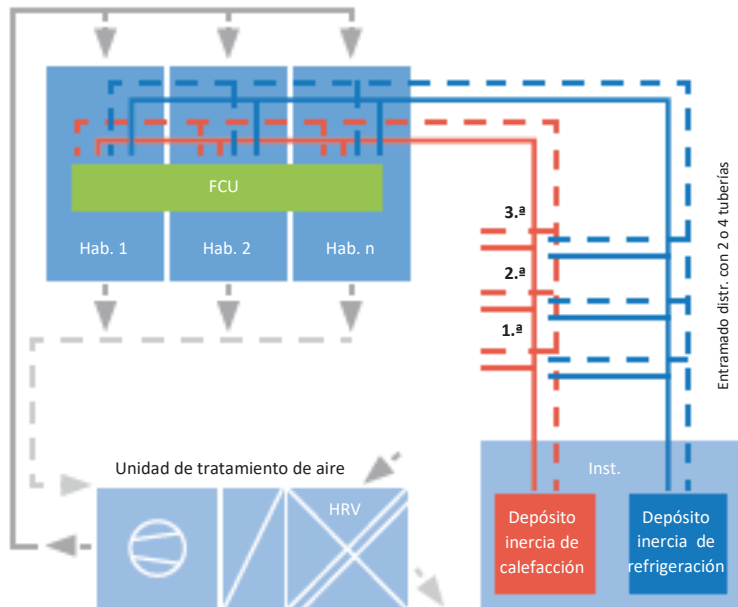 FCU
Hab. 1
Hab. 2
Hab. n
3.ª
2.ª
1.ª
Entramado distr. con 2 o 4 tuberías
Unidad de tratamiento de aire
HRV
Inst.
Depósito
inercia de
calefacción
Depósito
inercia de
refrigeración